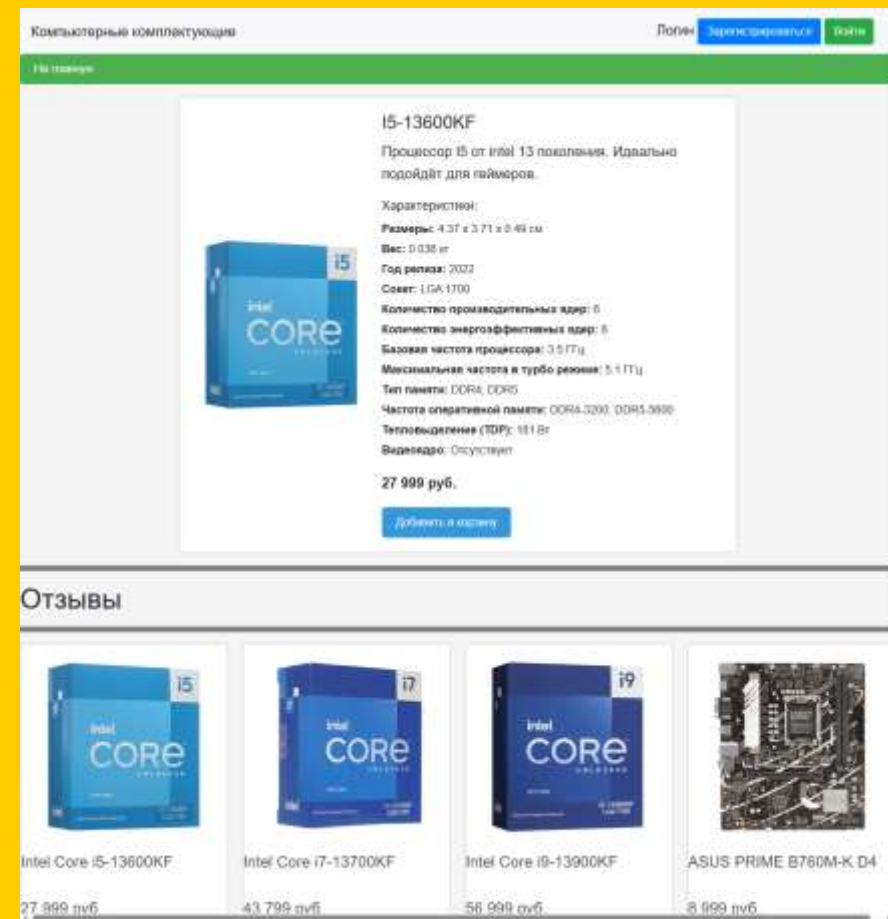 Компьютерные комплектующие
Логин Зарегистрироваться Войти
На главную
I5-13600KF
Процессор I5 от intel 13 поколения. Идеально
подойдёт для геймеров.
Характеристики:
Размеры: 4.37 x 3.71 x 0.49 см
Вес: 0.036 кг
Год релиза: 2022
Сокет: LGA 1700
Количество производительных ядер: 6
Количество энергоэффективных ядер: 8
Базовая частота процессора: 3.5 ГГц
Максимальная частота в турбо режиме: 5.1 ГГц
Тип памяти: DDR4, DDR5
Частота оперативной памяти: DDR4-3200, DDR5-5600
Тепловыделение (TDP): 181 Вт
Видеоядро: Отсутствует
27 999 руб.
Добавить в корзину
i5
intel
CORE
Отзывы
i5
intel
CORE
i7
intel
CORE
i9
intel
CORE
UNLOCKED
Intel Core i5-13600KF
Intel Core i7-13700KF
Intel Core i9-13900KF
ASUS PRIME B760M-K D4
27 999 руб.
43 799 руб.
56 999 руб.
8 999 руб.